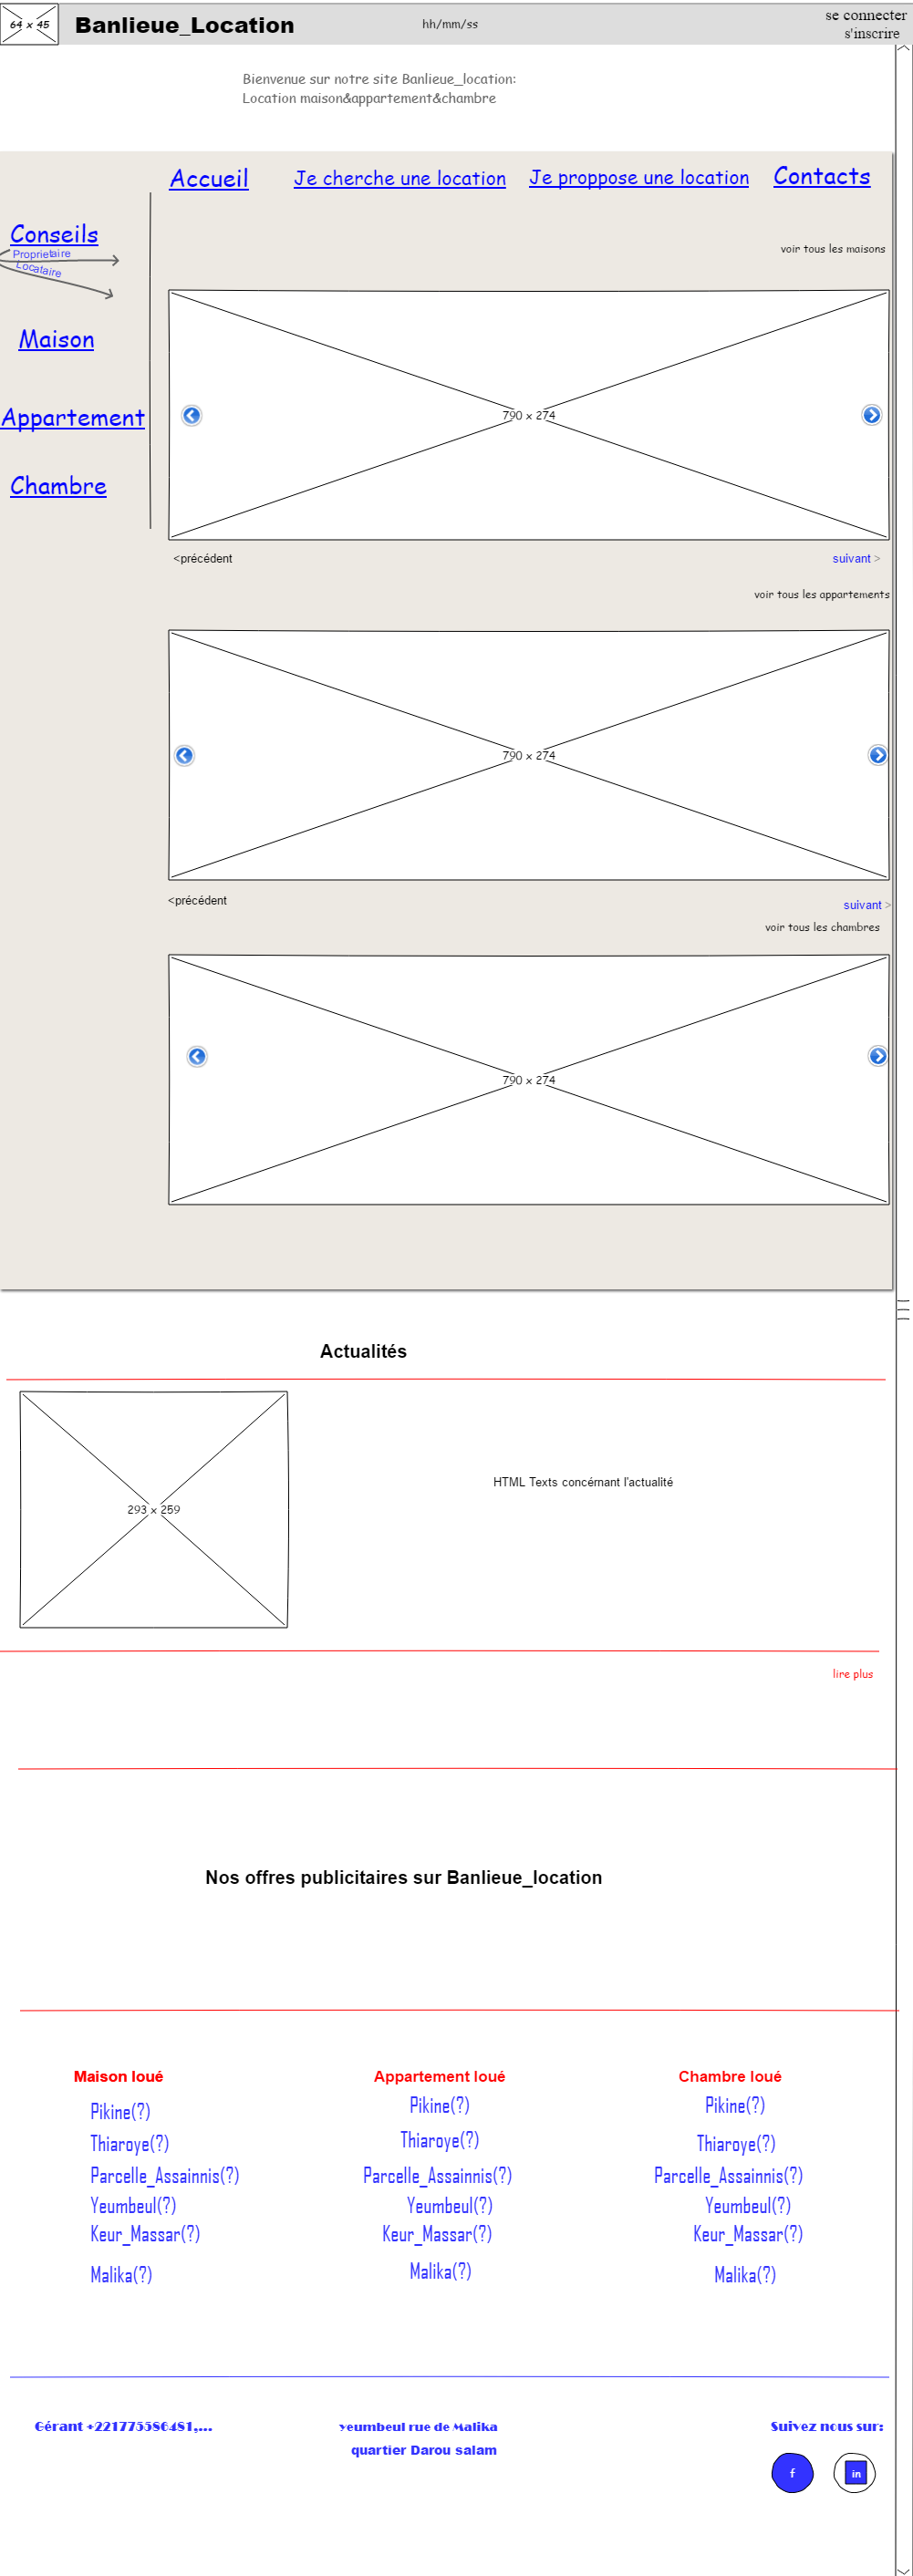 64 x 45
Banlieue_Location
hh/mm/ss
se connecter
s'inscrire
Bienvenue sur notre site Banlieue_location:
Location maison&appartement&chambre
Accueil
Je cherche une location
Je proppose une location
Contacts
Conseils
Proprietaire
Locataire
Maison
Appartement
Chambre
voir tous les maisons
790 x 274
<précédent
suivant >
voir tous les appartements
790 x 274
<précédent
suivant >
voir tous les chambres
790 x 274
Actualités
293 x 259
HTML Texts concérnant l'actualité
lire plus
Nos offres publicitaires sur Banlieue_location
Maison loué
Pikine(?)
Thiaroye(?)
Parcelle_Assainnis(?)
Yeumbeul(?)
Keur_Massar(?)
Malika(?)
Appartement loué
Pikine(?)
Thiaroye(?)
Parcelle_Assainnis(?)
Yeumbeul(?)
Keur_Massar(?)
Malika(?)
Chambre loué
Pikine(?)
Thiaroye(?)
Parcelle_Assainnis(?)
Yeumbeul(?)
Keur_Massar(?)
Malika(?)
Gérant +221775586481,...
yeumbeul rue de Malika
quartier Darou salam
Suivez nous sur:
f
in